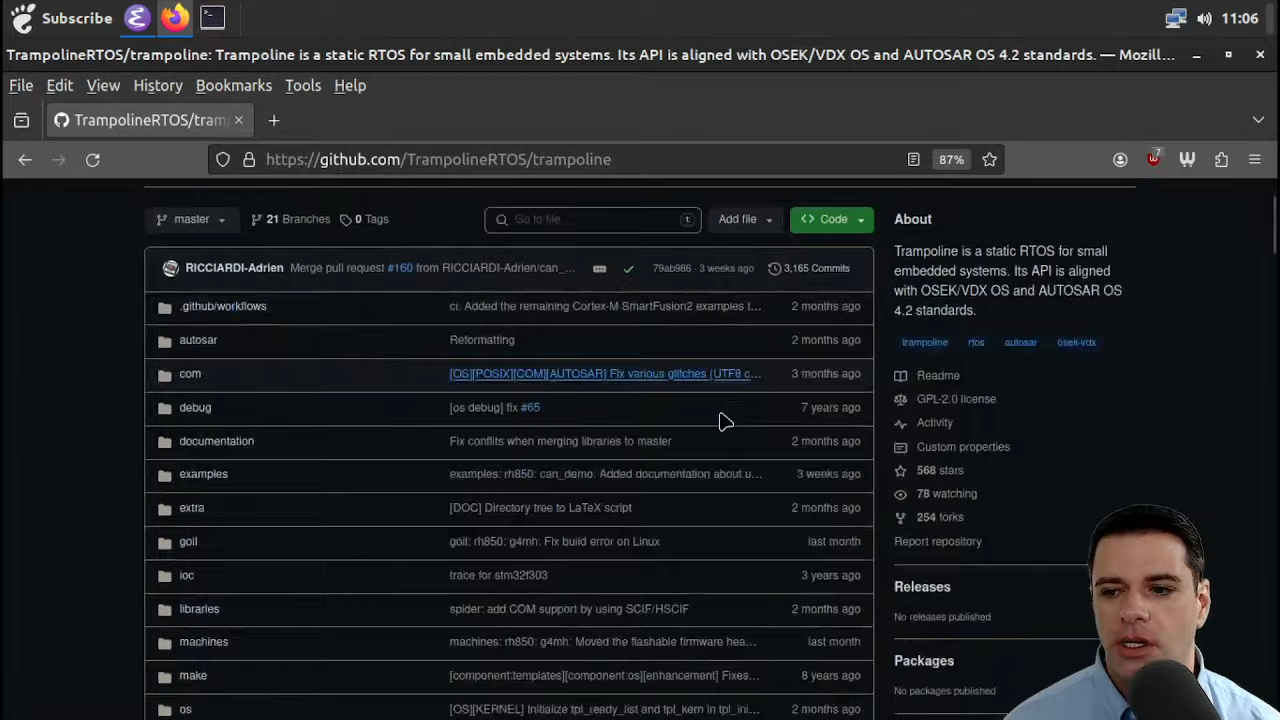 Subscribe
11:06
TrampolineRTOS/trampoline: Trampoline is a static RTOS for small embedded systems. Its API is aligned with OSEK/VDX OS and AUTOSAR OS 4.2 standards. — Mozill...
File Edit View History Bookmarks Tools Help
TrampolineRTOS/tram
https://github.com/TrampolineRTOS/trampoline 87% 7
master 21 Branches 0 Tags Go to file t Add file Code
RICCIARDI-Adrien Merge pull request #160 from RICCIARDI-Adrien/can_... 79ab986 · 3 weeks ago 3,165 Commits
.github/workflows ci: Added the remaining Cortex-M SmartFusion2 examples t... 2 months ago
autosar Reformatting 2 months ago
com [OS][POSIX][COM][AUTOSAR] Fix various glitches (UTF8 c... 3 months ago
debug [os debug] fix #65 7 years ago
documentation Fix conflicts when merging libraries to master 2 months ago
examples examples: rh850: can_demo: Added documentation about u... 3 weeks ago
extra [DOC] Directory tree to LaTeX script 2 months ago
goil goil: rh850: g4mh: Fix build error on Linux last month
ioc trace for stm32f303 3 years ago
libraries spider: add COM support by using SCIF/HSCIF 2 months ago
machines machines: rh850: g4mh: Moved the flashable firmware hea... last month
make [component:templates][component:os][enhancement] Fixes... 8 years ago
os [OS][KERNEL] Initialize tpl_ready_list and tpl_kern in tpl_ini... 2 months ago
About
Trampoline is a static RTOS for small
embedded systems. Its API is aligned
with OSEK/VDX OS and AUTOSAR OS
4.2 standards.
trampoline rtos autosar osek-vdx
Readme
GPL-2.0 license
Activity
Custom properties
568 stars
78 watching
254 forks
Report repository
Releases
No releases published
Packages
No packages published